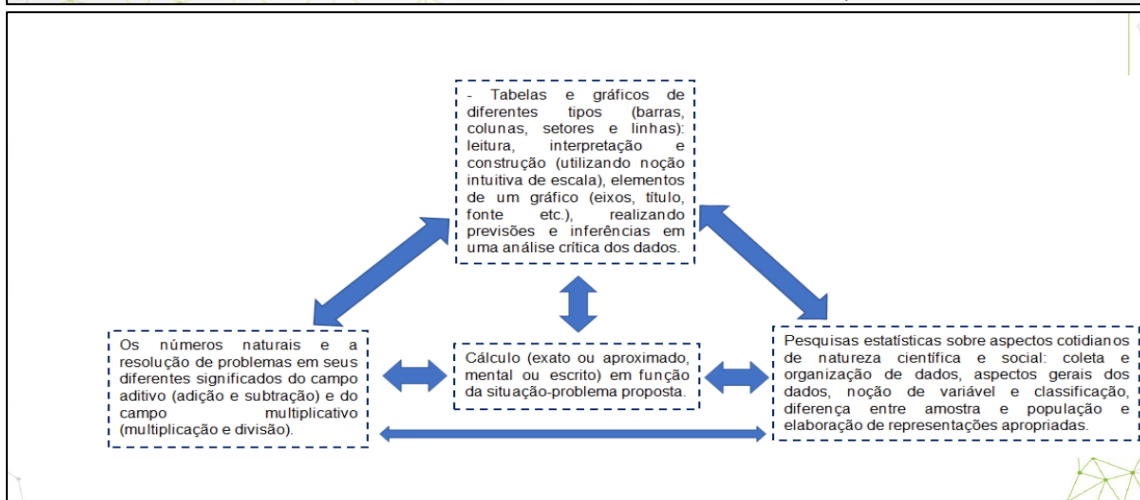 - Tabelas e gráficos de
diferentes tipos (barras,
colunas, setores e linhas):
leitura, interpretação e
construção (utilizando noção
intuitiva de escala), elementos
de um gráfico (eixos, título,
fonte etc.), realizando
previsões e inferências em
uma análise crítica dos dados.
Os números naturais e a
resolução de problemas em seus
diferentes significados do campo
aditivo (adição e subtração) e do
campo multiplicativo
(multiplicação e divisão).
Cálculo (exato ou aproximado,
mental ou escrito) em função
da situação-problema proposta.
Pesquisas estatísticas sobre aspectos cotidianos
de natureza científica e social: coleta e
organização de dados, aspectos gerais dos
dados, noção de variável e classificação,
diferença entre amostra e população e
elaboração de representações apropriadas.